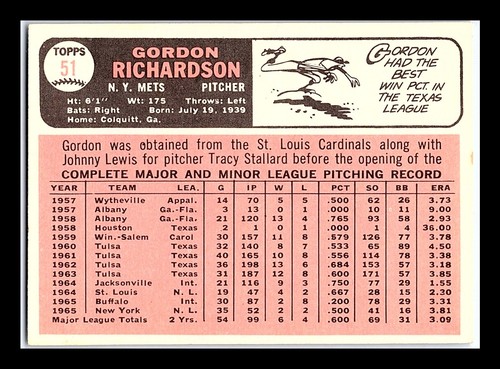 TOPPS
51
GORDON
RICHARDSON
N. Y. METS PITCHER
Ht: 6'1" Wt: 175 Throws: Left
Bats: Right Born: July 19, 1939
Home: Colquitt, Ga.
GORDON
HAD THE
BEST
WIN PCT. IN
THE TEXAS
LEAGUE
Gordon was obtained from the St. Louis Cardinals along with
Johnny Lewis for pitcher Tracy Stallard before the opening of the
COMPLETE MAJOR AND MINOR LEAGUE PITCHING RECORD
YEAR TEAM LEA. G IP W L PCT SO BB ERA
1957 Wytheville Appal. 14 70 5 5 .500 62 26 3.73
1957 Albany Ga.-Fla. 3 13 0 1 .000 10 11 9.00
1958 Albany Ga.-Fla. 21 120 13 4 .765 93 58 2.93
1958 Houston Texas 2 1 0 1 .000 1 4 36.00
1959 Win.-Salem Carol 30 157 11 8 .579 126 77 3.78
1960 Tulsa Texas 32 140 8 7 .533 65 89 4.50
1961 Tulsa Texas 40 165 10 8 .556 114 78 3.38
1962 Tulsa Texas 36 198 13 6 .684 153 57 3.18
1963 Tulsa Texas 31 187 12 8 .600 171 57 3.85
1964 Jacksonville Int. 21 116 9 3 .750 77 29 1.55
1964 St. Louis N. L. 19 47 4 2 .667 28 15 2.30
1965 Buffalo Int. 30 87 2 8 .200 78 29 3.31
1965 New York N. L. 35 52 2 2 .500 41 16 3.81
Major League Totals 2 Yrs. 54 99 6 4 .600 69 31 3.09